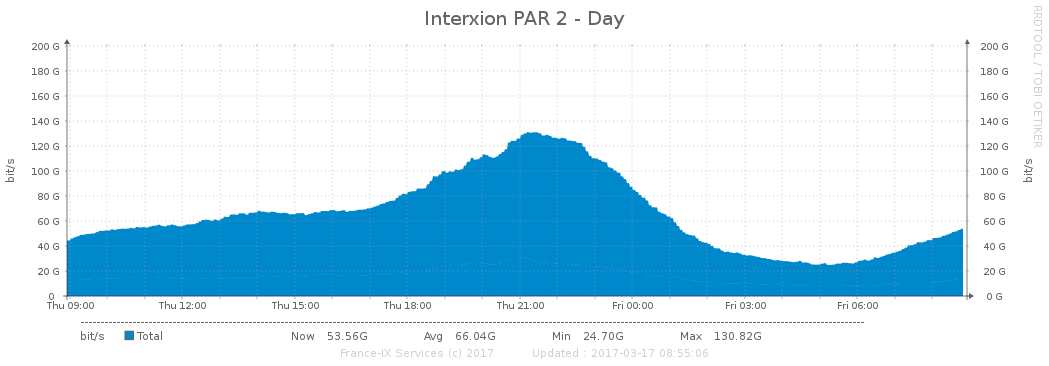 Interxion PAR 2 - Day
RRDTOOL / TOBI OETIKER
bit/s
200 G 200 G
180 G 180 G
160 G 160 G
140 G 140 G
120 G 120 G
100 G 100 G
80 G 80 G
60 G 60 G
40 G 40 G
20 G 20 G
0 0 G
bit/s
Thu 09:00 Thu 12:00 Thu 15:00 Thu 18:00 Thu 21:00 Fri 00:00 Fri 03:00 Fri 06:00
bit/s Total Now 53.56G Avg 66.04G Min 24.70G Max 130.82G
France-IX Services (c) 2017 Updated : 2017-03-17 08:55:06